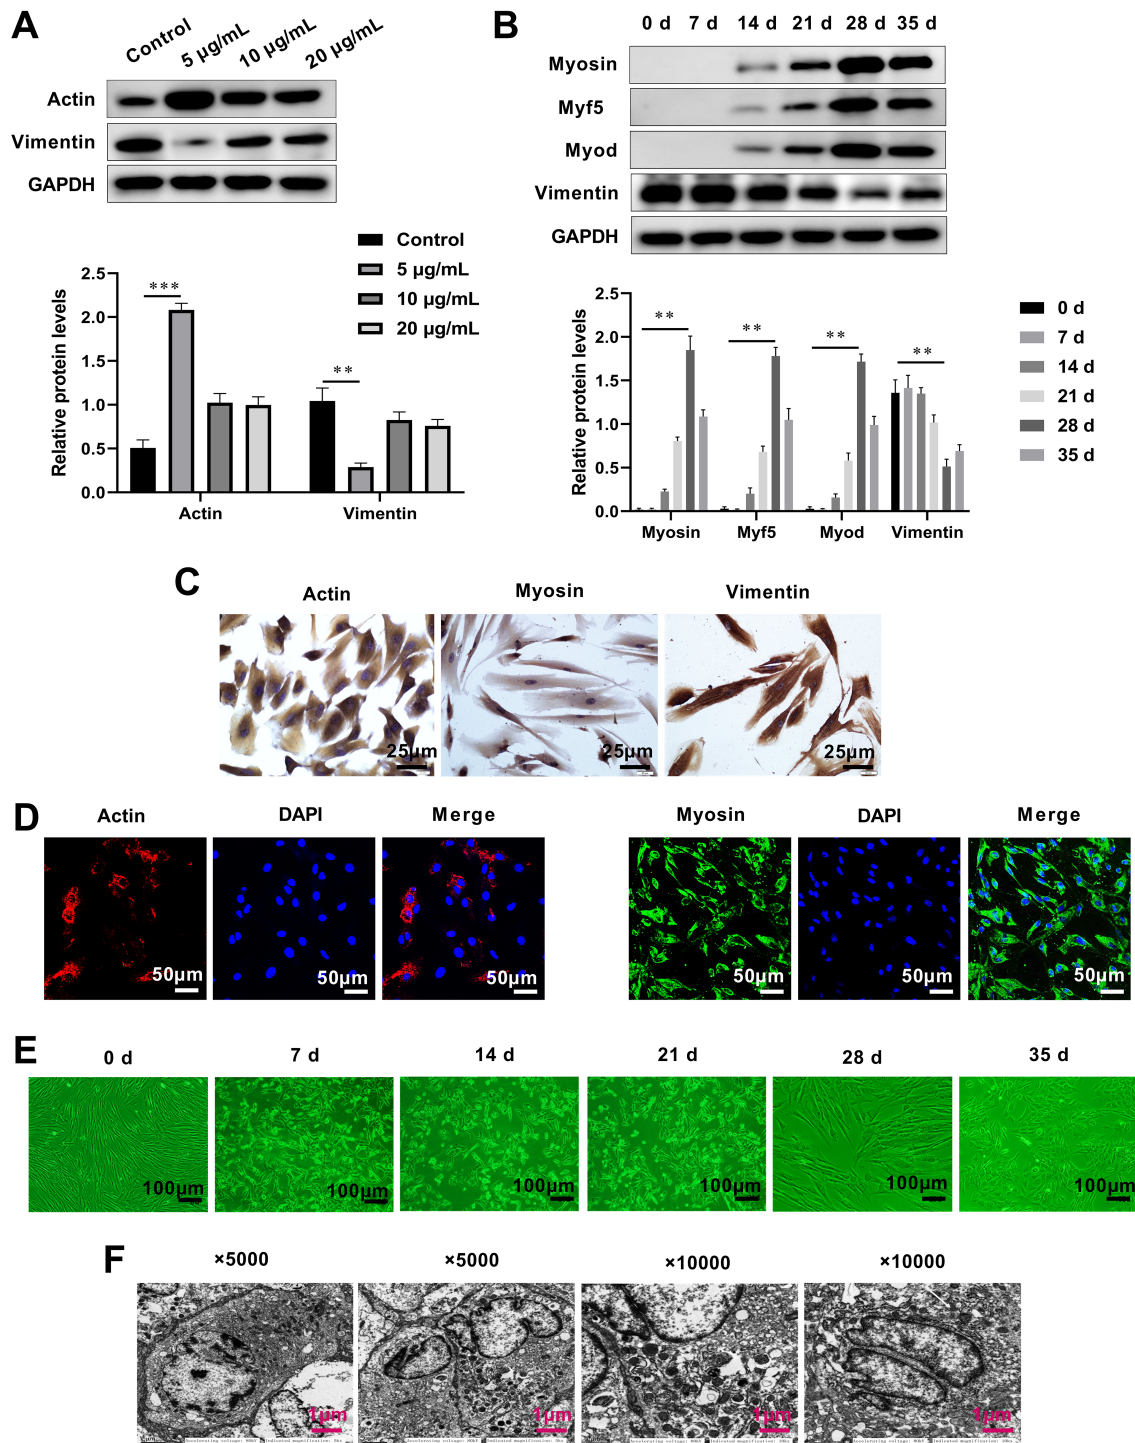 A
Control
5 µg/mL
10 µg/mL
20 µg/mL
Actin
Vimentin
GAPDH
Control
5 µg/mL
10 µg/mL
20 µg/mL
Relative protein levels
2.5
2.0
1.5
1.0
0.5
0.0
***
**
Actin
Vimentin
B
0 d 7 d 14 d 21 d 28 d 35 d
Myosin
Myf5
Myod
Vimentin
GAPDH
Relative protein levels
2.5
2.0
1.5
1.0
0.5
0.0
**
**
**
**
Myosin
Myf5
Myod
Vimentin
0 d
7 d
14 d
21 d
28 d
35 d
C
Actin
Myosin
Vimentin
25µm
25µm
25µm
D
Actin
DAPI
Merge
Myosin
DAPI
Merge
50µm
50µm
50µm
50µm
50µm
50µm
E
0 d
7 d
14 d
21 d
28 d
35 d
100µm
100µm
100µm
100µm
100µm
100µm
F
×5000
×5000
×10000
×10000
1µm
1µm
1µm
1µm